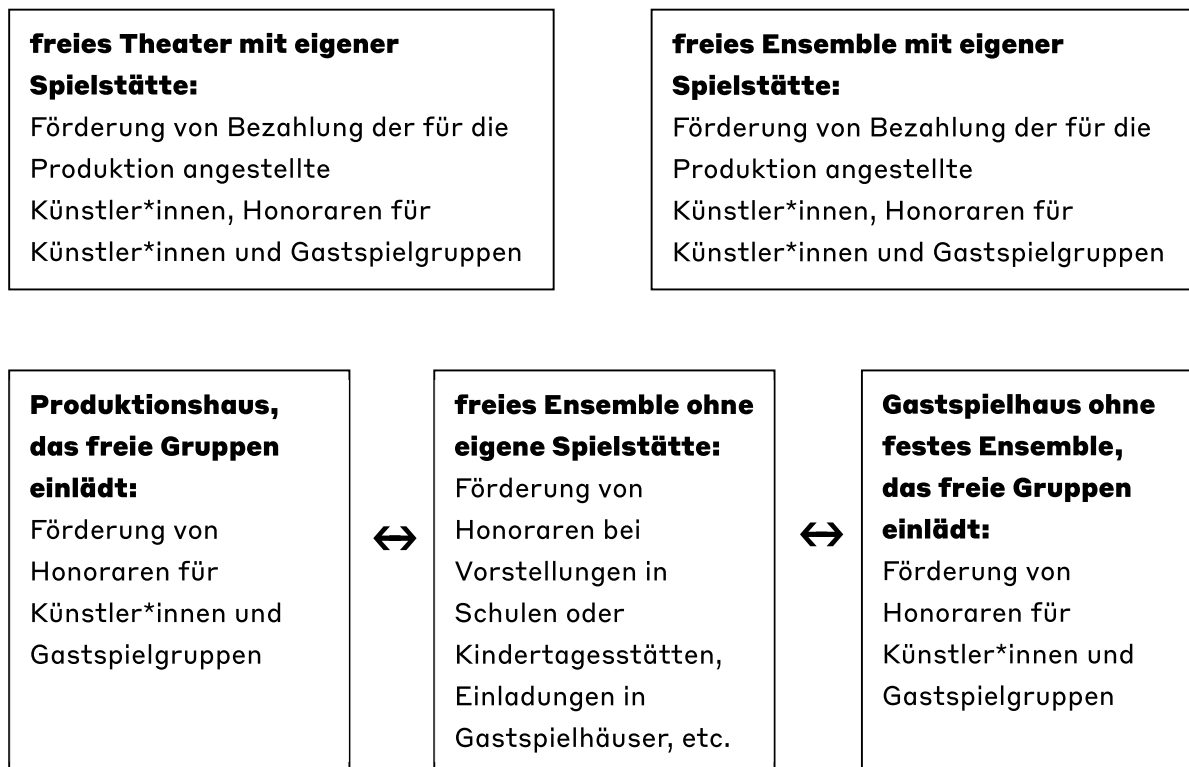 freies Theater mit eigener
Spielstätte:
Förderung von Bezahlung der für die
Produktion angestellte
Künstler*innen, Honoraren für
Künstler*innen und Gastspielgruppen
freies Ensemble mit eigener
Spielstätte:
Förderung von Bezahlung der für die
Produktion angestellte
Künstler*innen, Honoraren für
Künstler*innen und Gastspielgruppen
Produktionshaus,
das freie Gruppen
einlädt:
Förderung von
Honoraren für
Künstler*innen und
Gastspielgruppen
↔
freies Ensemble ohne
eigene Spielstätte:
Förderung von
Honoraren bei
Vorstellungen in
Schulen oder
Kindertagesstätten,
Einladungen in
Gastspielhäuser, etc.
↔
Gastspielhaus ohne
festes Ensemble,
das freie Gruppen
einlädt:
Förderung von
Honoraren für
Künstler*innen und
Gastspielgruppen